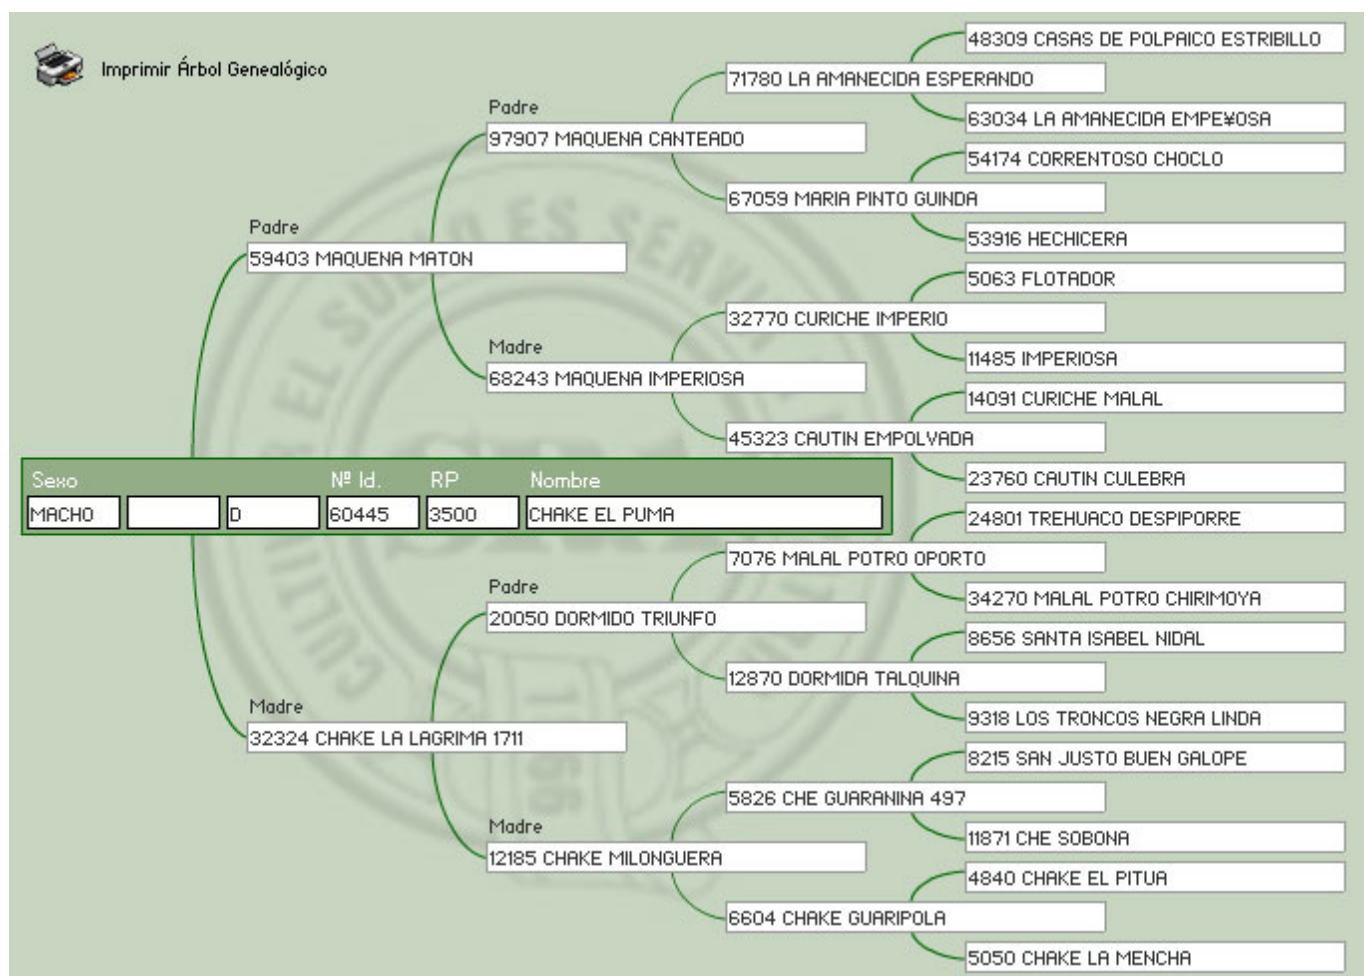 Imprimir Árbol Genealógico
48309 CASAS DE POLPAICO ESTRIBILLO
71780 LA AMANECIDA ESPERANDO
Padre
63034 LA AMANECIDA EMPE¥OSA
97907 MAQUENA CANTEADO
54174 CORRENTOSO CHOCLO
67059 MARIA PINTO GUINDA
Padre
53916 HECHICERA
59403 MAQUENA MATON
5063 FLOTADOR
32770 CURICHE IMPERIO
Madre
11485 IMPERIOSA
68243 MAQUENA IMPERIOSA
14091 CURICHE MALAL
45323 CAUTIN EMPOLVADA
23760 CAUTIN CULEBRA
Sexo Nº Id. RP Nombre
MACHO D 60445 3500 CHAKE EL PUMA
24801 TREHUACO DESPIPORRE
7076 MALAL POTRO OPORTO
Padre
34270 MALAL POTRO CHIRIMOYA
20050 DORMIDO TRIUNFO
8656 SANTA ISABEL NIDAL
12870 DORMIDA TALQUINA
Madre
9318 LOS TRONCOS NEGRA LINDA
32324 CHAKE LA LAGRIMA 1711
8215 SAN JUSTO BUEN GALOPE
5826 CHE GUARANINA 497
Madre
11871 CHE SOBONA
12185 CHAKE MILONGUERA
4840 CHAKE EL PITUA
6604 CHAKE GUARIPOLA
5050 CHAKE LA MENCHA
CULTIVAR EL SUELO ES SERVIR
1866